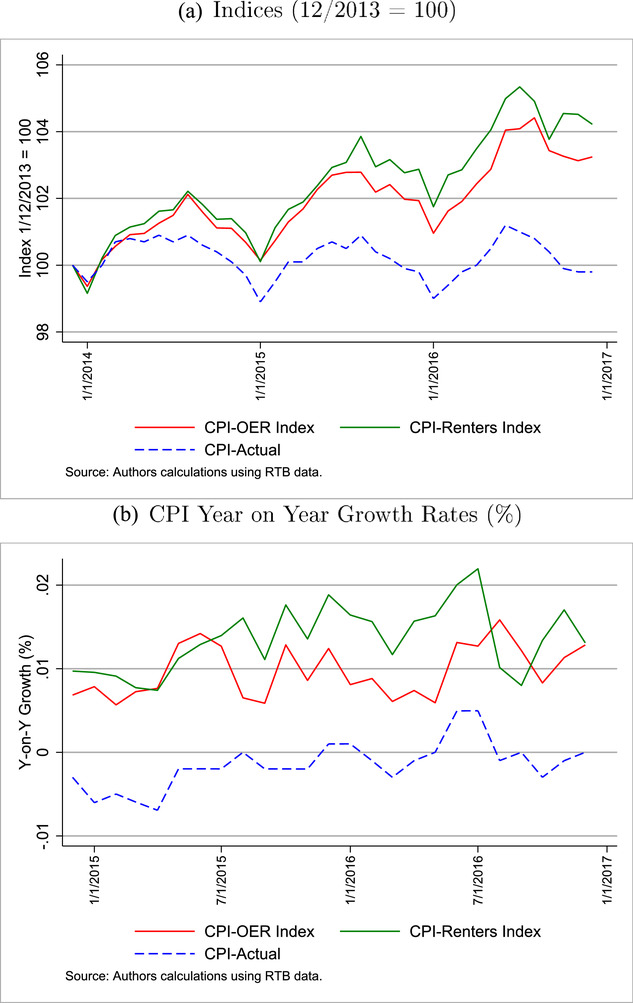 (a) Indices (12/2013 = 100)
Index 1/12/2013 = 100
106
104
102
100
98
1/1/2014
1/1/2015
1/1/2016
1/1/2017
CPI-OER Index
CPI-Renters Index
CPI-Actual
Source: Authors calculations using RTB data.
(b) CPI Year on Year Growth Rates (%)
Y-on-Y Growth (%)
.02
.01
0
-.01
1/1/2015
7/1/2015
1/1/2016
7/1/2016
1/1/2017
CPI-OER Index
CPI-Renters Index
CPI-Actual
Source: Authors calculations using RTB data.